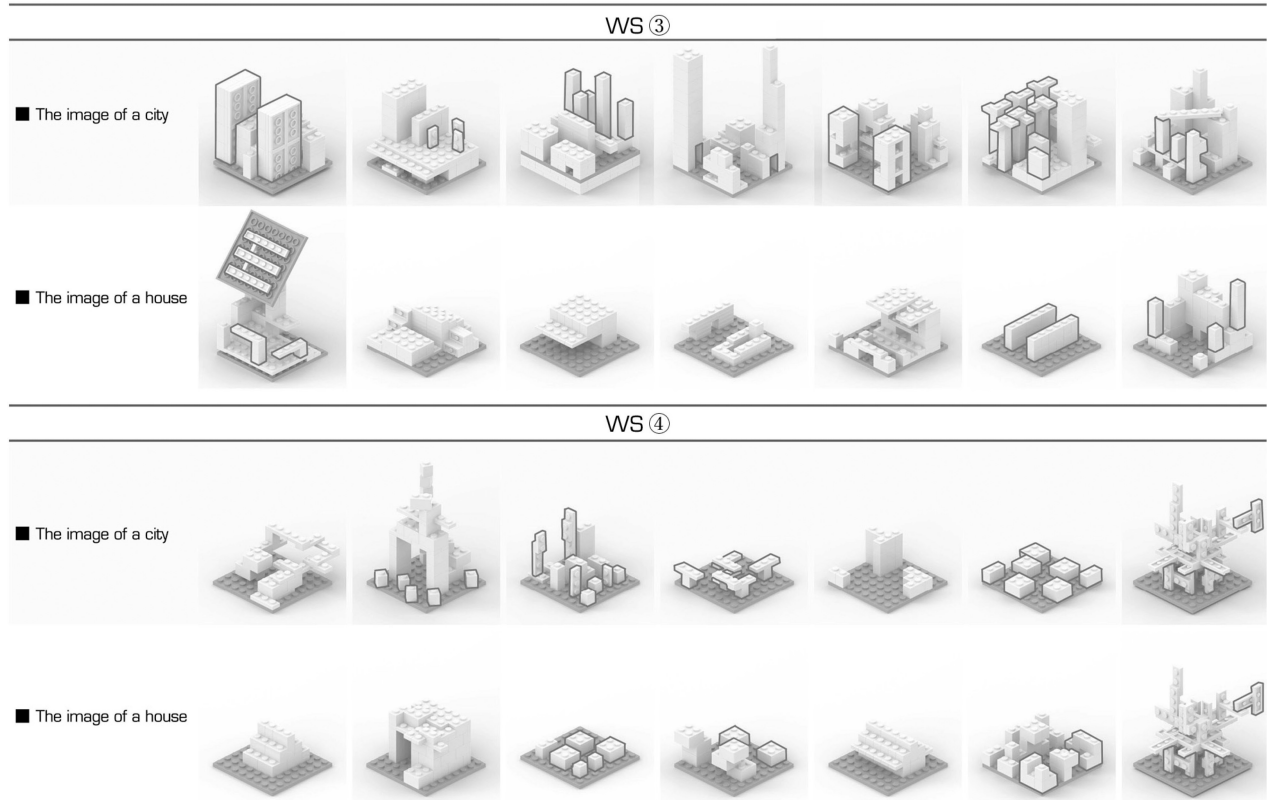 WS ③
■ The image of a city
■ The image of a house
WS ④
■ The image of a city
■ The image of a house